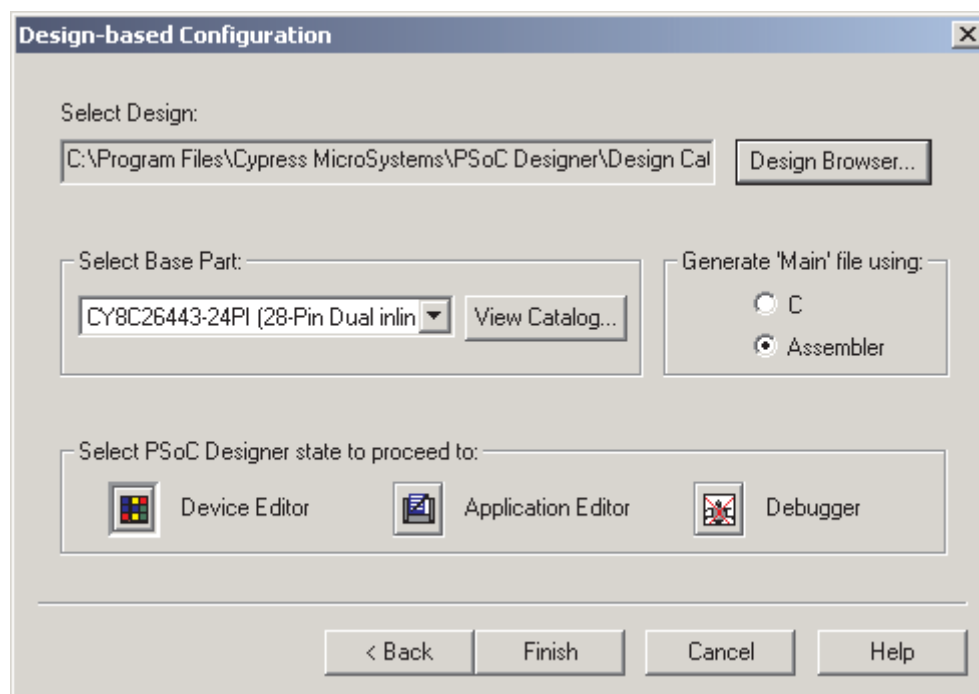 Design-based Configuration
Select Design:
C:\Program Files\Cypress MicroSystems\PSoC Designer\Design Cat
Design Browser...
Select Base Part:
Generate 'Main' file using:
CY8C26443-24PI (28-Pin Dual inlin
View Catalog...
C
Assembler
Select PSoC Designer state to proceed to:
Device Editor
Application Editor
Debugger
< Back
Finish
Cancel
Help